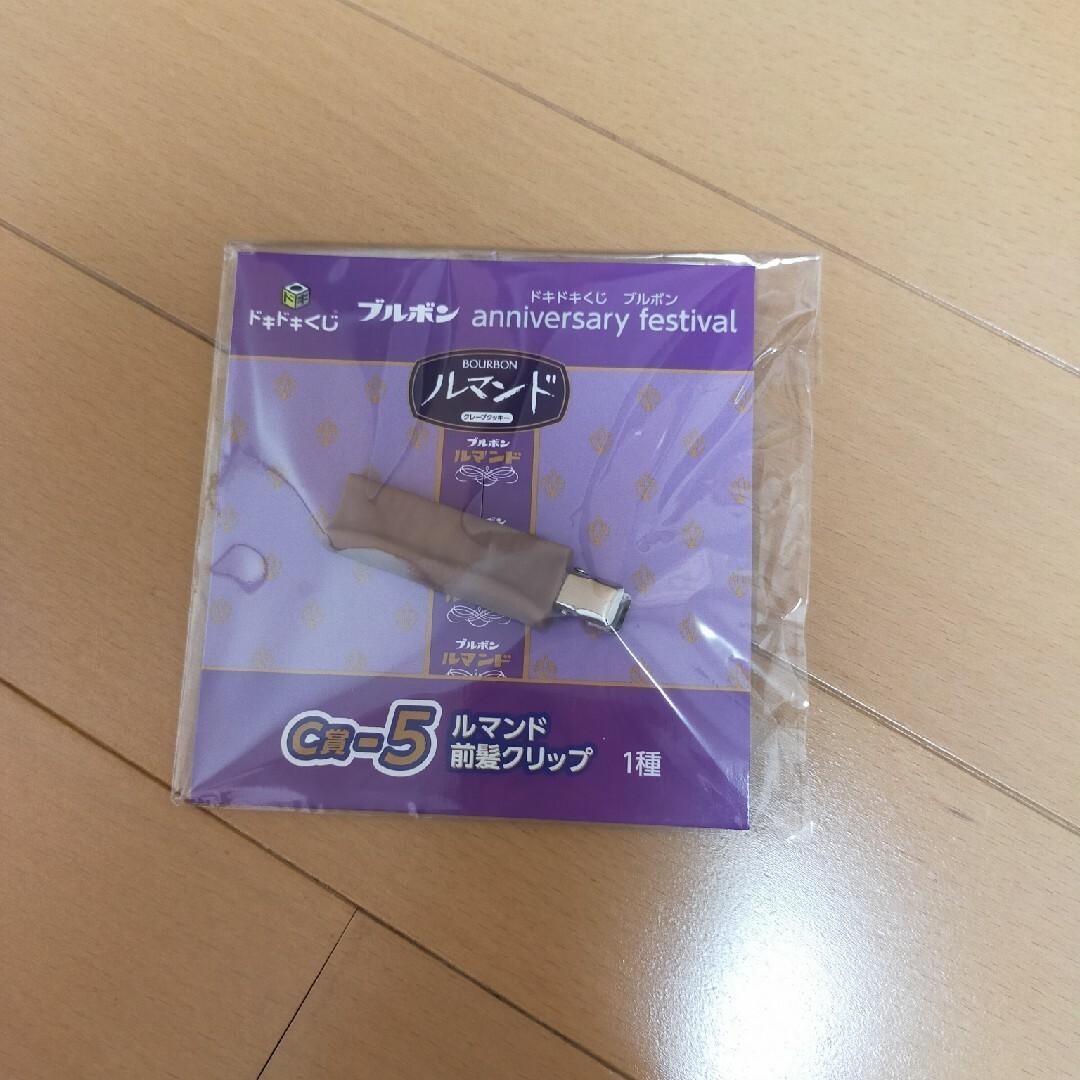 ドキドキくじ
ブルボン
ドキドキくじ ブルボン
anniversary festival
BOURBON
ルマンド
クレープクッキー
ブルボン
ルマンド
ボン
ブルボン
ルマンド
C賞-5
ルマンド
前髪クリップ
1種